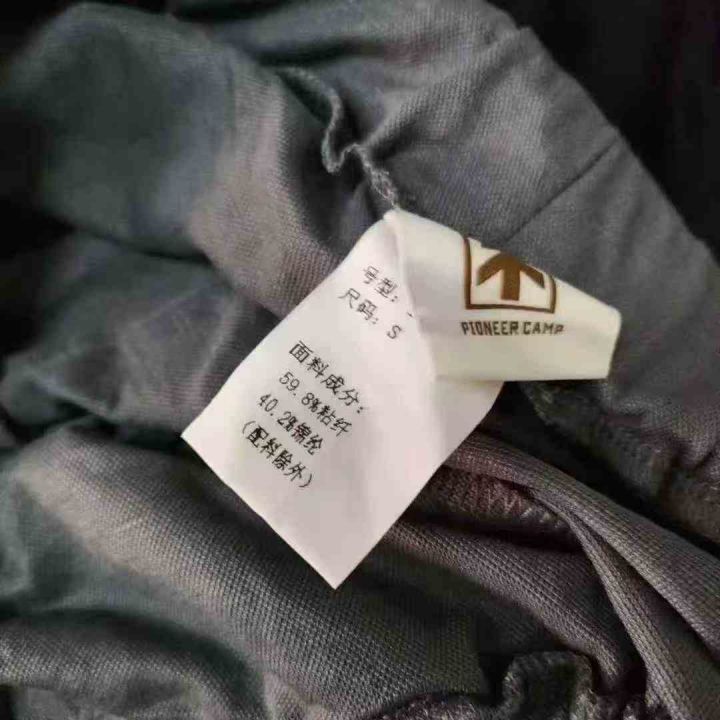 号型:
尺码: S
面料成分:
59.8%粘纤
40.2%锦纶
(配料除外)
PIONEER CAMP